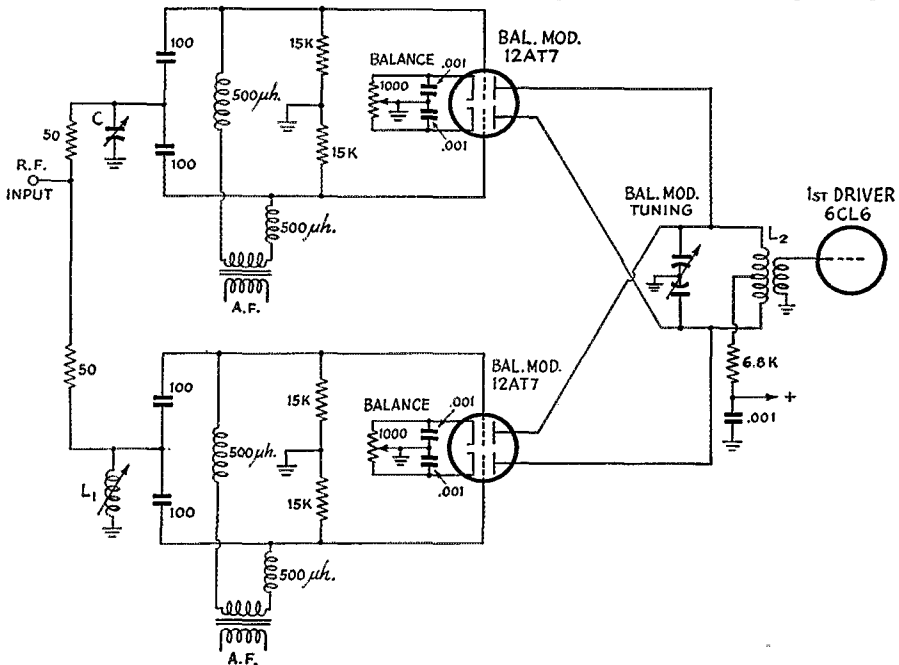 100
15K
BALANCE
BAL. MOD.
12AT7
.001
1000
.001
500µh.
C
50
100
15K
R.F.
INPUT
500µh.
A.F.
BAL. MOD.
TUNING
L2
1ST DRIVER
6CL6
50
100
15K
BALANCE
BAL. MOD.
12AT7
.001
1000
.001
500µh.
6.8K
+
.001
L1
100
15K
500µh.
A.F.